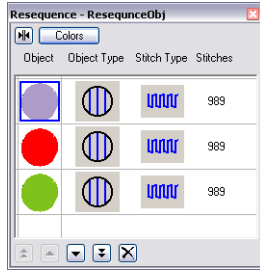 Resequence - ResequnceObj
Colors
Object Object Type Stitch Type Stitches
989
989
989